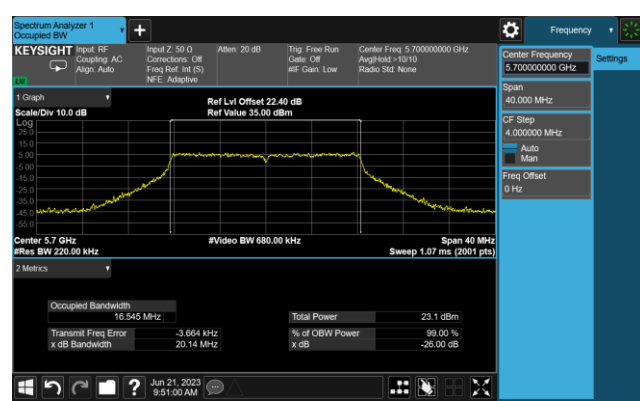 Spectrum Analyzer 1
Occupied BW
Frequency
KEYSIGHT
Input: RF
Coupling: AC
Align: Auto
Input Z: 50 Ω
Corrections: Off
Freq Ref: Int (S)
NFE: Adaptive
Atten: 20 dB
Trig: Free Run
Gate: Off
#IF Gain: Low
Center Freq: 5.700000000 GHz
Avg|Hold:>10/10
Radio Std: None
Center Frequency
5.700000000 GHz
Settings
Span
40.000 MHz
CF Step
4.000000 MHz
Auto
Man
Freq Offset
0 Hz
1 Graph
Scale/Div 10.0 dB
Ref Lvl Offset 22.40 dB
Ref Value 35.00 dBm
Log
25.0
15.0
5.00
-5.00
-15.0
-25.0
-35.0
-45.0
-55.0
Center 5.7 GHz
#Video BW 680.00 kHz
Span 40 MHz
#Res BW 220.00 kHz
Sweep 1.07 ms (2001 pts)
2 Metrics
Occupied Bandwidth
16.545 MHz
Total Power 23.1 dBm
Transmit Freq Error -3.664 kHz
% of OBW Power 99.00 %
x dB Bandwidth 20.14 MHz
x dB -26.00 dB
Jun 21, 2023
9:51:00 AM